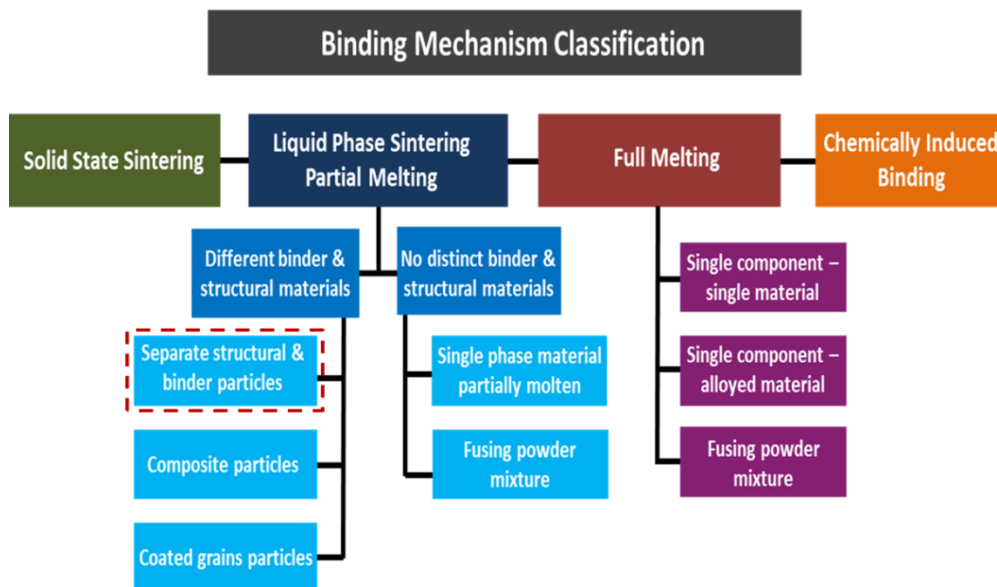 Binding Mechanism Classification
Solid State Sintering
Liquid Phase Sintering
Partial Melting
Full Melting
Chemically Induced
Binding
Different binder &
structural materials
No distinct binder &
structural materials
Single component –
single material
Separate structural &
binder particles
Single phase material
partially molten
Single component –
alloyed material
Composite particles
Fusing powder
mixture
Fusing powder
mixture
Coated grains particles